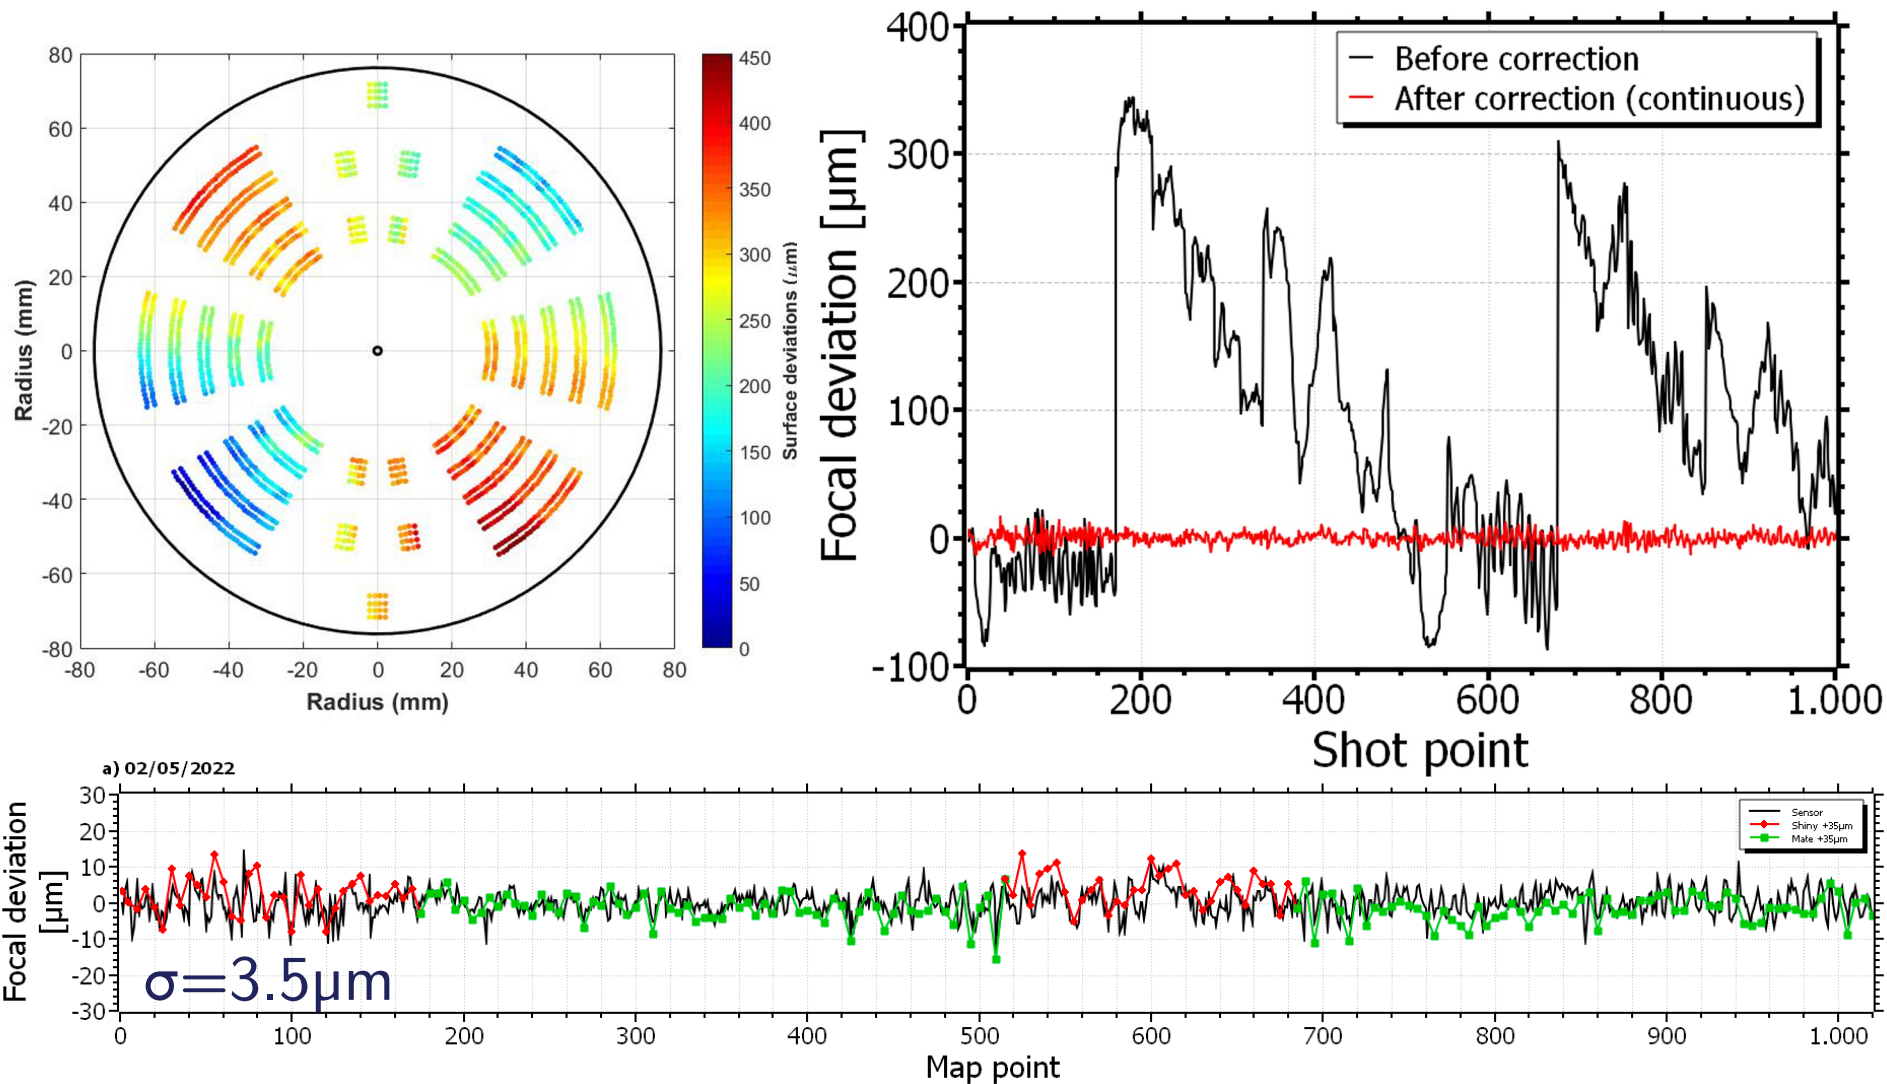 80
60
40
20
0
-20
-40
-60
-80
-80 -60 -40 -20 0 20 40 60 80
Radius (mm)
Radius (mm)
450
400
350
300
250
200
150
100
50
0
Surface deviations (μm)
400
300
200
100
0
-100
Focal deviation [µm]
Before correction
After correction (continuous)
0 200 400 600 800 1.000
Shot point
a) 02/05/2022
30
20
10
0
-10
-20
-30
Focal deviation
[µm]
Sensor
Shiny +35µm
Mate +35µm
σ=3.5µm
0 100 200 300 400 500 600 700 800 900 1.000
Map point